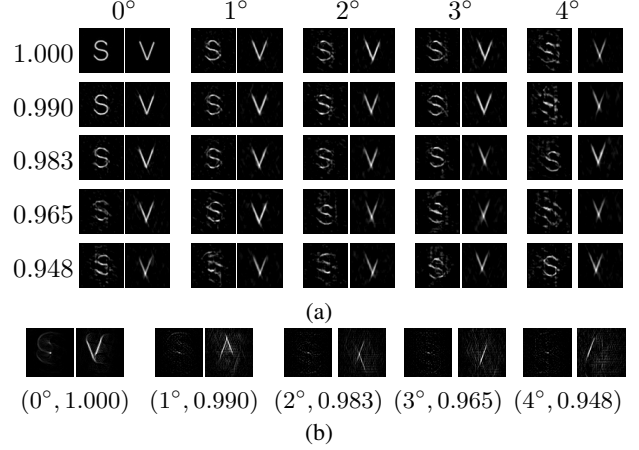 0° 1° 2° 3° 4°
1.000 S V S V S V S V S V
0.990 S V S V S V S V S V
0.983 S V S V S V S V S V
0.965 S V S V S V S V S V
0.948 S V S V S V S V S V
(a)
S V
(0°, 1.000) (1°, 0.990) (2°, 0.983) (3°, 0.965) (4°, 0.948)
(b)